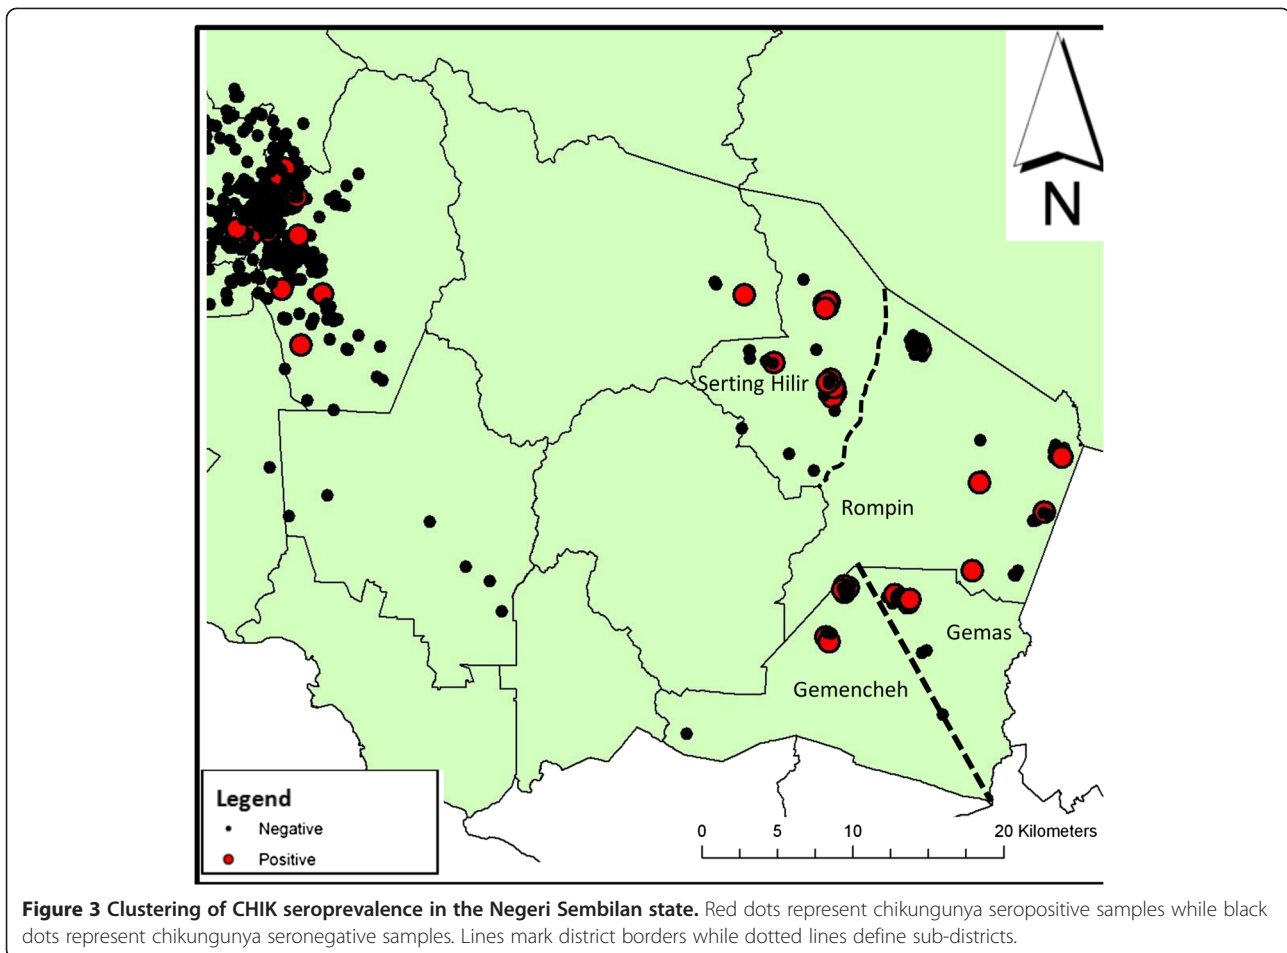 N
Serting Hilir
Rompin
Gemas
Gemencheh
Legend
Negative
Positive
0 5 10 20 Kilometers
Figure 3 Clustering of CHIK seroprevalence in the Negeri Sembilan state. Red dots represent chikungunya seropositive samples while black
dots represent chikungunya seronegative samples. Lines mark district borders while dotted lines define sub-districts.